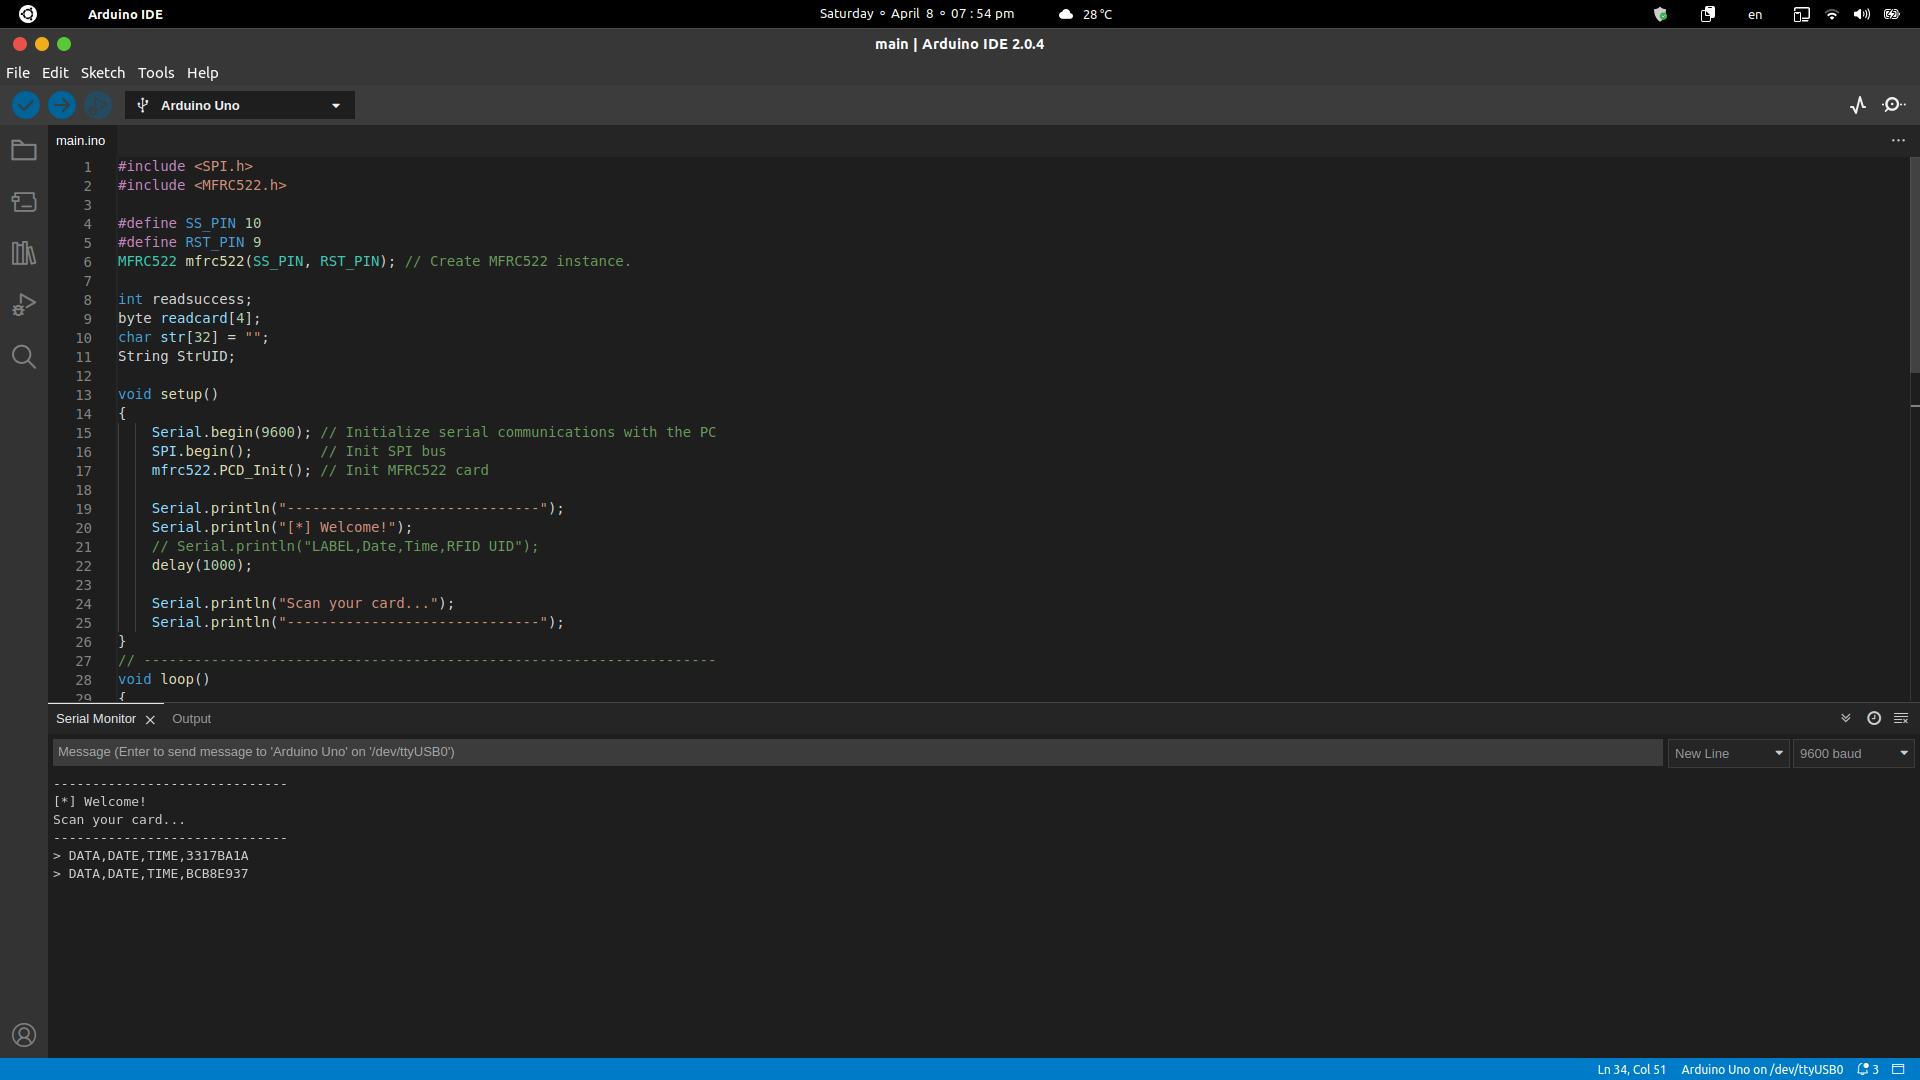 Arduino IDE
Saturday ∘ April 8 ∘ 07 : 54 pm
28 °C
en
main | Arduino IDE 2.0.4
File Edit Sketch Tools Help
Arduino Uno
main.ino
1 #include <SPI.h>
2 #include <MFRC522.h>
3
4 #define SS_PIN 10
5 #define RST_PIN 9
6 MFRC522 mfrc522(SS_PIN, RST_PIN); // Create MFRC522 instance.
7
8 int readsuccess;
9 byte readcard[4];
10 char str[32] = "";
11 String StrUID;
12
13 void setup()
14 {
15 Serial.begin(9600); // Initialize serial communications with the PC
16 SPI.begin();        // Init SPI bus
17 mfrc522.PCD_Init(); // Init MFRC522 card
18
19 Serial.println("------------------------------");
20 Serial.println("[*] Welcome!");
21 // Serial.println("LABEL,Date,Time,RFID UID");
22 delay(1000);
23
24 Serial.println("Scan your card...");
25 Serial.println("------------------------------");
26 }
27 // --------------------------------------------------------------------
28 void loop()
29 {
Serial Monitor Output
Message (Enter to send message to 'Arduino Uno' on '/dev/ttyUSB0')
New Line
9600 baud
------------------------------
[*] Welcome!
Scan your card...
------------------------------
> DATA,DATE,TIME,3317BA1A
> DATA,DATE,TIME,BCB8E937
Ln 34, Col 51 Arduino Uno on /dev/ttyUSB0 3